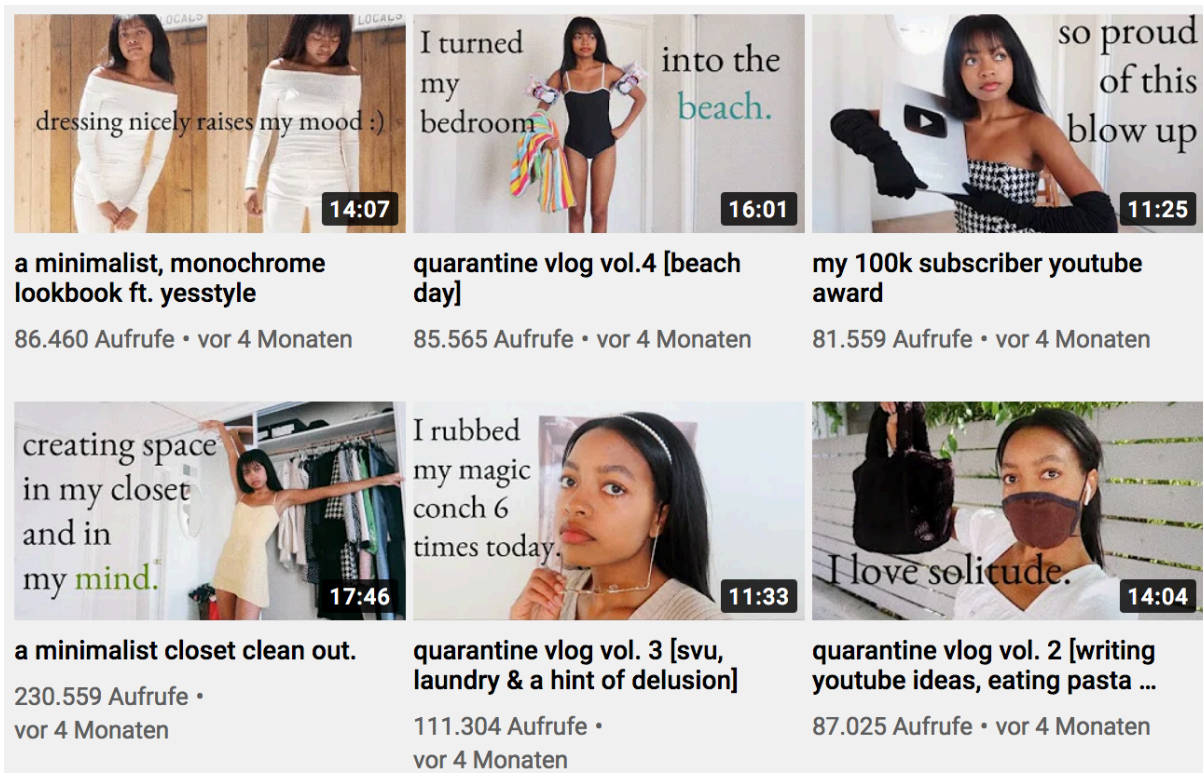 LOCALS
LOCALS
dressing nicely raises my mood :)
14:07
a minimalist, monochrome
lookbook ft. yesstyle
86.460 Aufrufe • vor 4 Monaten
I turned
my
bedroom
into the
beach.
16:01
quarantine vlog vol.4 [beach
day]
85.565 Aufrufe • vor 4 Monaten
so proud
of this
blow up
11:25
my 100k subscriber youtube
award
81.559 Aufrufe • vor 4 Monaten
creating space
in my closet
and in
my mind.
17:46
a minimalist closet clean out.
230.559 Aufrufe •
vor 4 Monaten
I rubbed
my magic
conch 6
times today.
11:33
quarantine vlog vol. 3 [svu,
laundry & a hint of delusion]
111.304 Aufrufe •
vor 4 Monaten
I love solitude.
14:04
quarantine vlog vol. 2 [writing
youtube ideas, eating pasta ...
87.025 Aufrufe • vor 4 Monaten